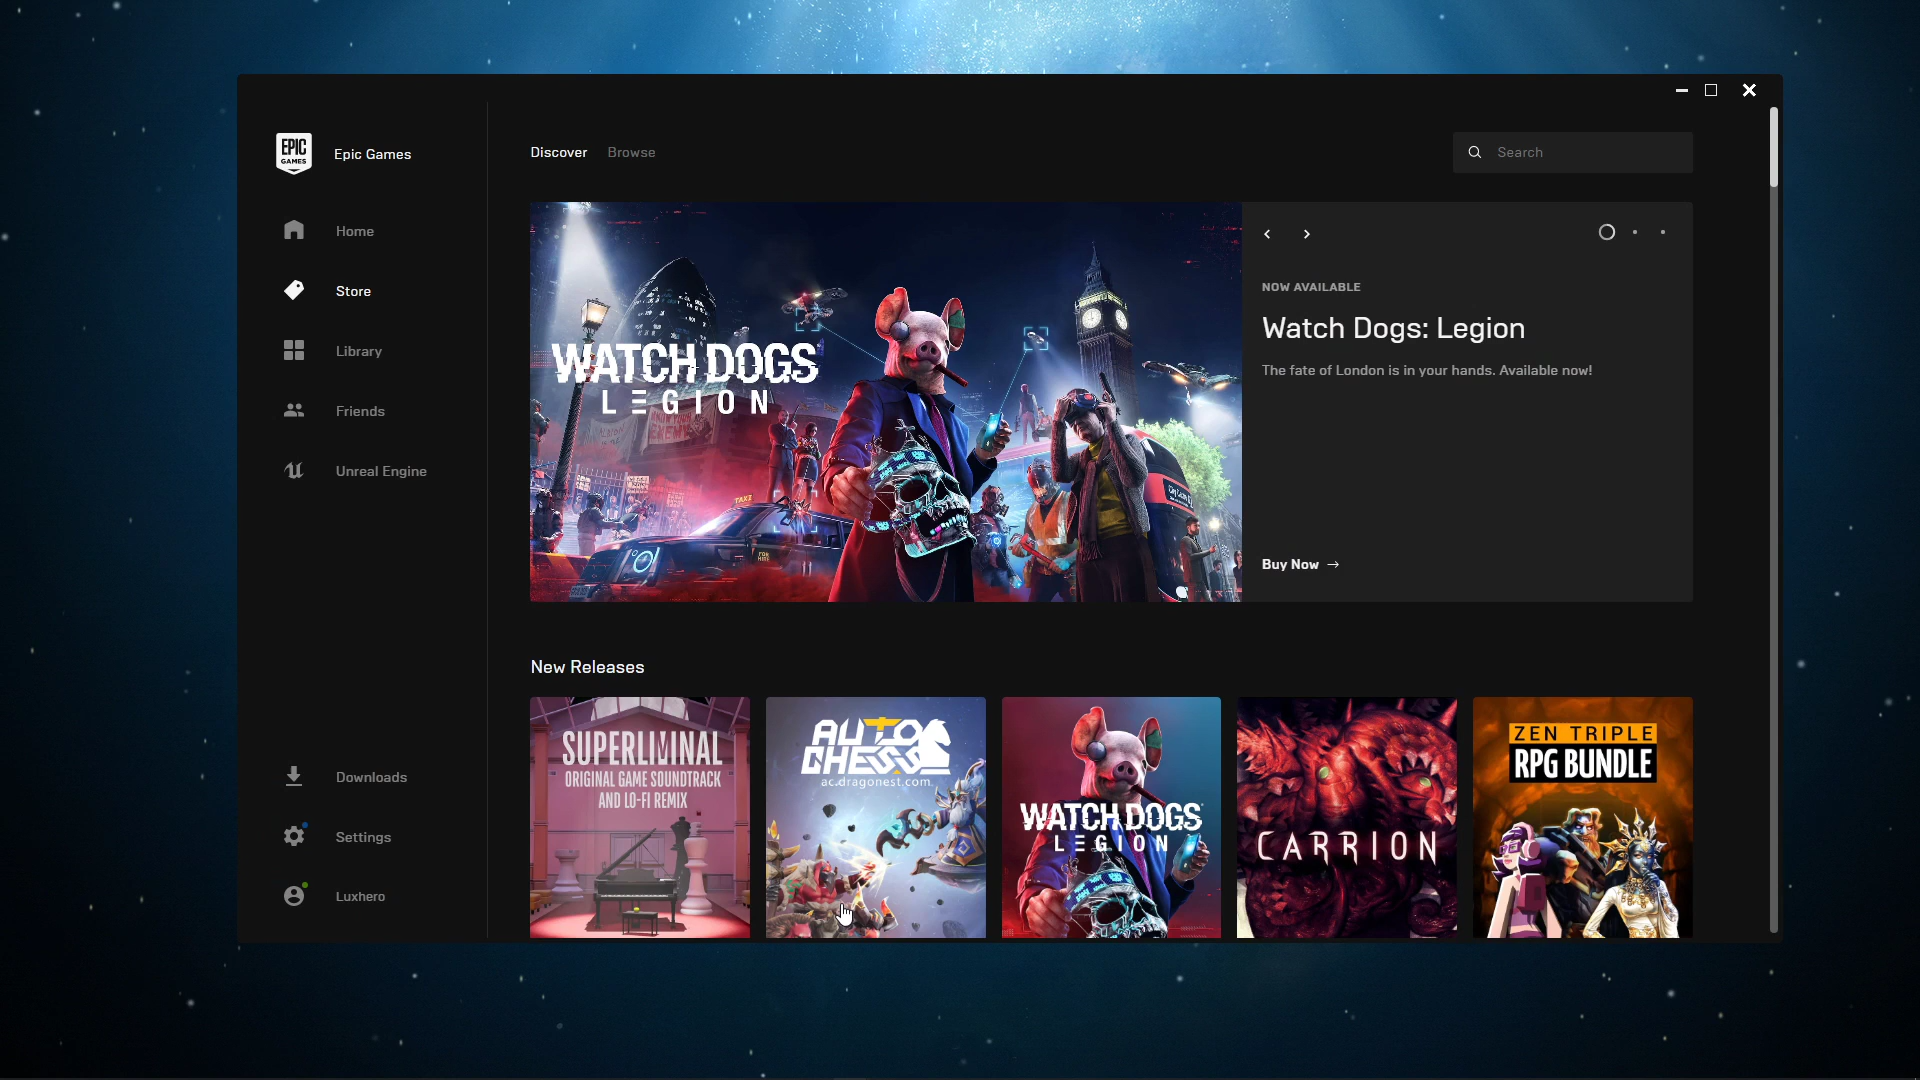 EPIC
GAMES
Epic Games
Home
Store
Library
Friends
Unreal Engine
Downloads
Settings
Luxhero
Discover
Browse
Search
WATCH DOGS
LEGION
TAXI
FOR
HIRE
NOW AVAILABLE
Watch Dogs: Legion
The fate of London is in your hands. Available now!
Buy Now →
New Releases
SUPERLIMINAL
ORIGINAL GAME SOUNDTRACK
AND LO-FI REMIX
AUTO
CHESS
ac.dragonest.com
WATCH DOGS
LEGION
CARRION
ZEN TRIPLE
RPG BUNDLE